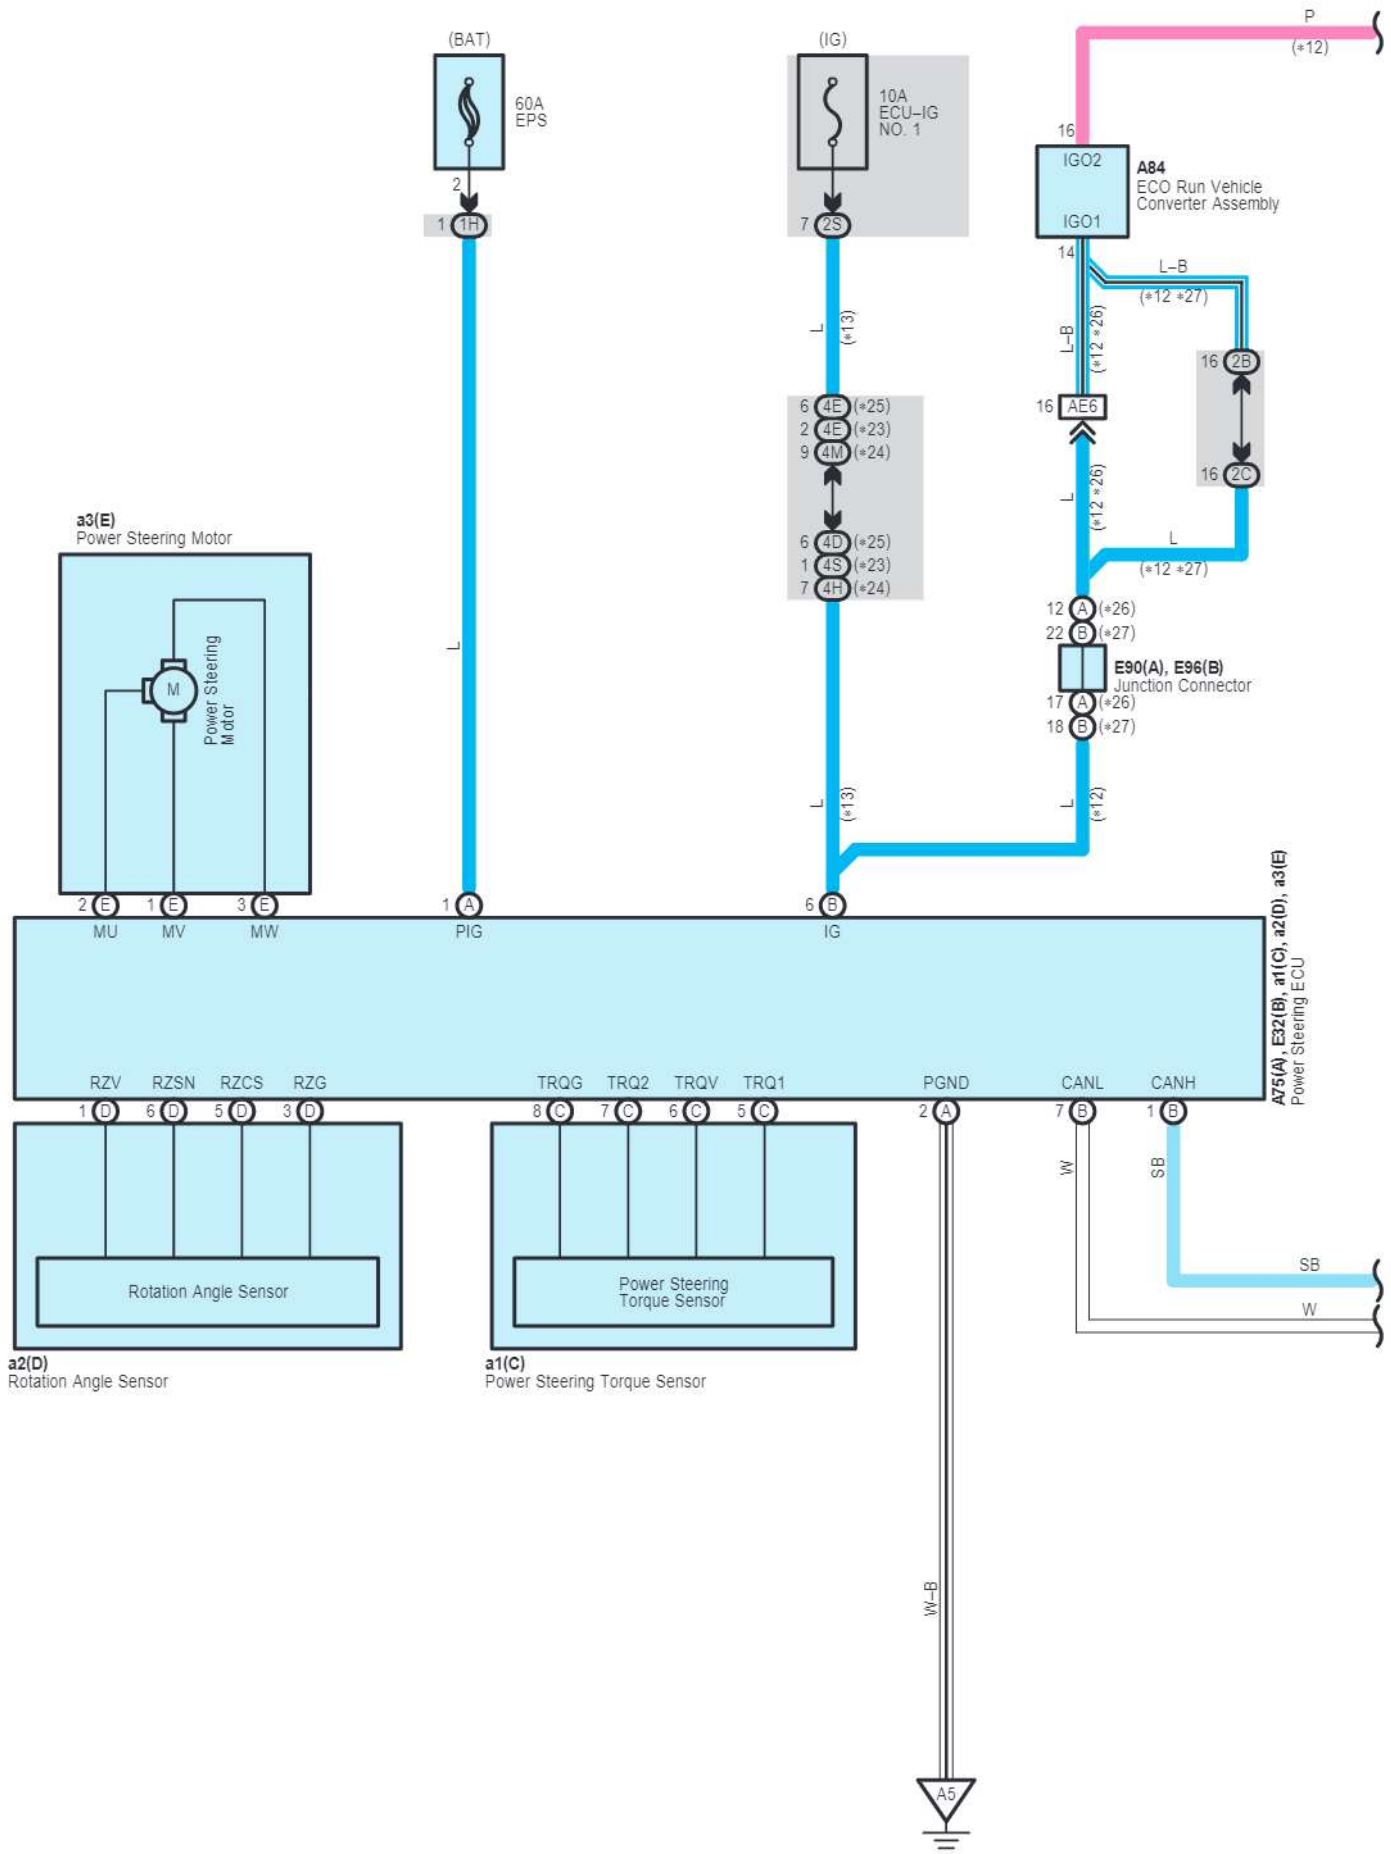 P
(*12)
(BAT)
60A
EPS
2
1 1H
(IG)
10A
ECU–IG
NO. 1
7 2S
16
IGO2
IGO1
A84
ECO Run Vehicle
Converter Assembly
14
L–B
(*12 *27)
L
(*13)
L–B
(*12 *26)
16 2B
16 AE6
6 4E (*25)
2 4E (*23)
9 4M (*24)
L
(*12 *26)
16 2C
6 4D (*25)
1 4S (*23)
7 4H (*24)
L
(*12 *27)
12 A (*26)
22 B (*27)
E90(A), E96(B)
Junction Connector
17 A (*26)
18 B (*27)
a3(E)
Power Steering Motor
M
Power Steering
Motor
L
L
(*13)
L
(*12)
2 E
1 E
3 E
1 A
6 B
MU
MV
MW
PIG
IG
A75(A), E32(B), a1(C), a2(D), a3(E)
Power Steering ECU
RZV
RZSN
RZCS
RZG
TRQG
TRQ2
TRQV
TRQ1
PGND
CANL
CANH
1 D
6 D
5 D
3 D
8 C
7 C
6 C
5 C
2 A
7 B
1 B
W
SB
Rotation Angle Sensor
Power Steering
Torque Sensor
SB
W
a2(D)
Rotation Angle Sensor
a1(C)
Power Steering Torque Sensor
W–B
A5